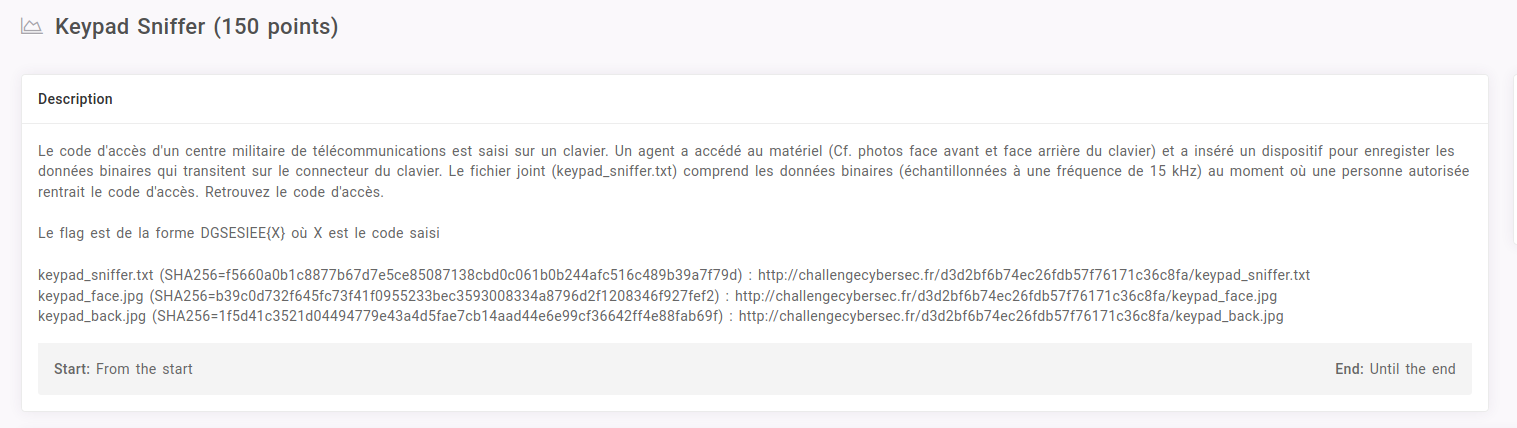 Keypad Sniffer (150 points)
Description
Le code d'accès d'un centre militaire de télécommunications est saisi sur un clavier. Un agent a accédé au matériel (Cf. photos face avant et face arrière du clavier) et a inséré un dispositif pour enregister les
données binaires qui transitent sur le connecteur du clavier. Le fichier joint (keypad_sniffer.txt) comprend les données binaires (échantillonnées à une fréquence de 15 kHz) au moment où une personne autorisée
rentrait le code d'accès. Retrouvez le code d'accès.
Le flag est de la forme DGSESIEE{X} où X est le code saisi
keypad_sniffer.txt (SHA256=f5660a0b1c8877b67d7e5ce85087138cbd0c061b0b244afc516c489b39a7f79d) : http://challengecybersec.fr/d3d2bf6b74ec26fdb57f76171c36c8fa/keypad_sniffer.txt
keypad_face.jpg (SHA256=b39c0d732f645fc73f41f0955233bec3593008334a8796d2f1208346f927fef2) : http://challengecybersec.fr/d3d2bf6b74ec26fdb57f76171c36c8fa/keypad_face.jpg
keypad_back.jpg (SHA256=1f5d41c3521d04494779e43a4d5fae7cb14aad44e6e99cf36642ff4e88fab69f) : http://challengecybersec.fr/d3d2bf6b74ec26fdb57f76171c36c8fa/keypad_back.jpg
Start: From the start
End: Until the end